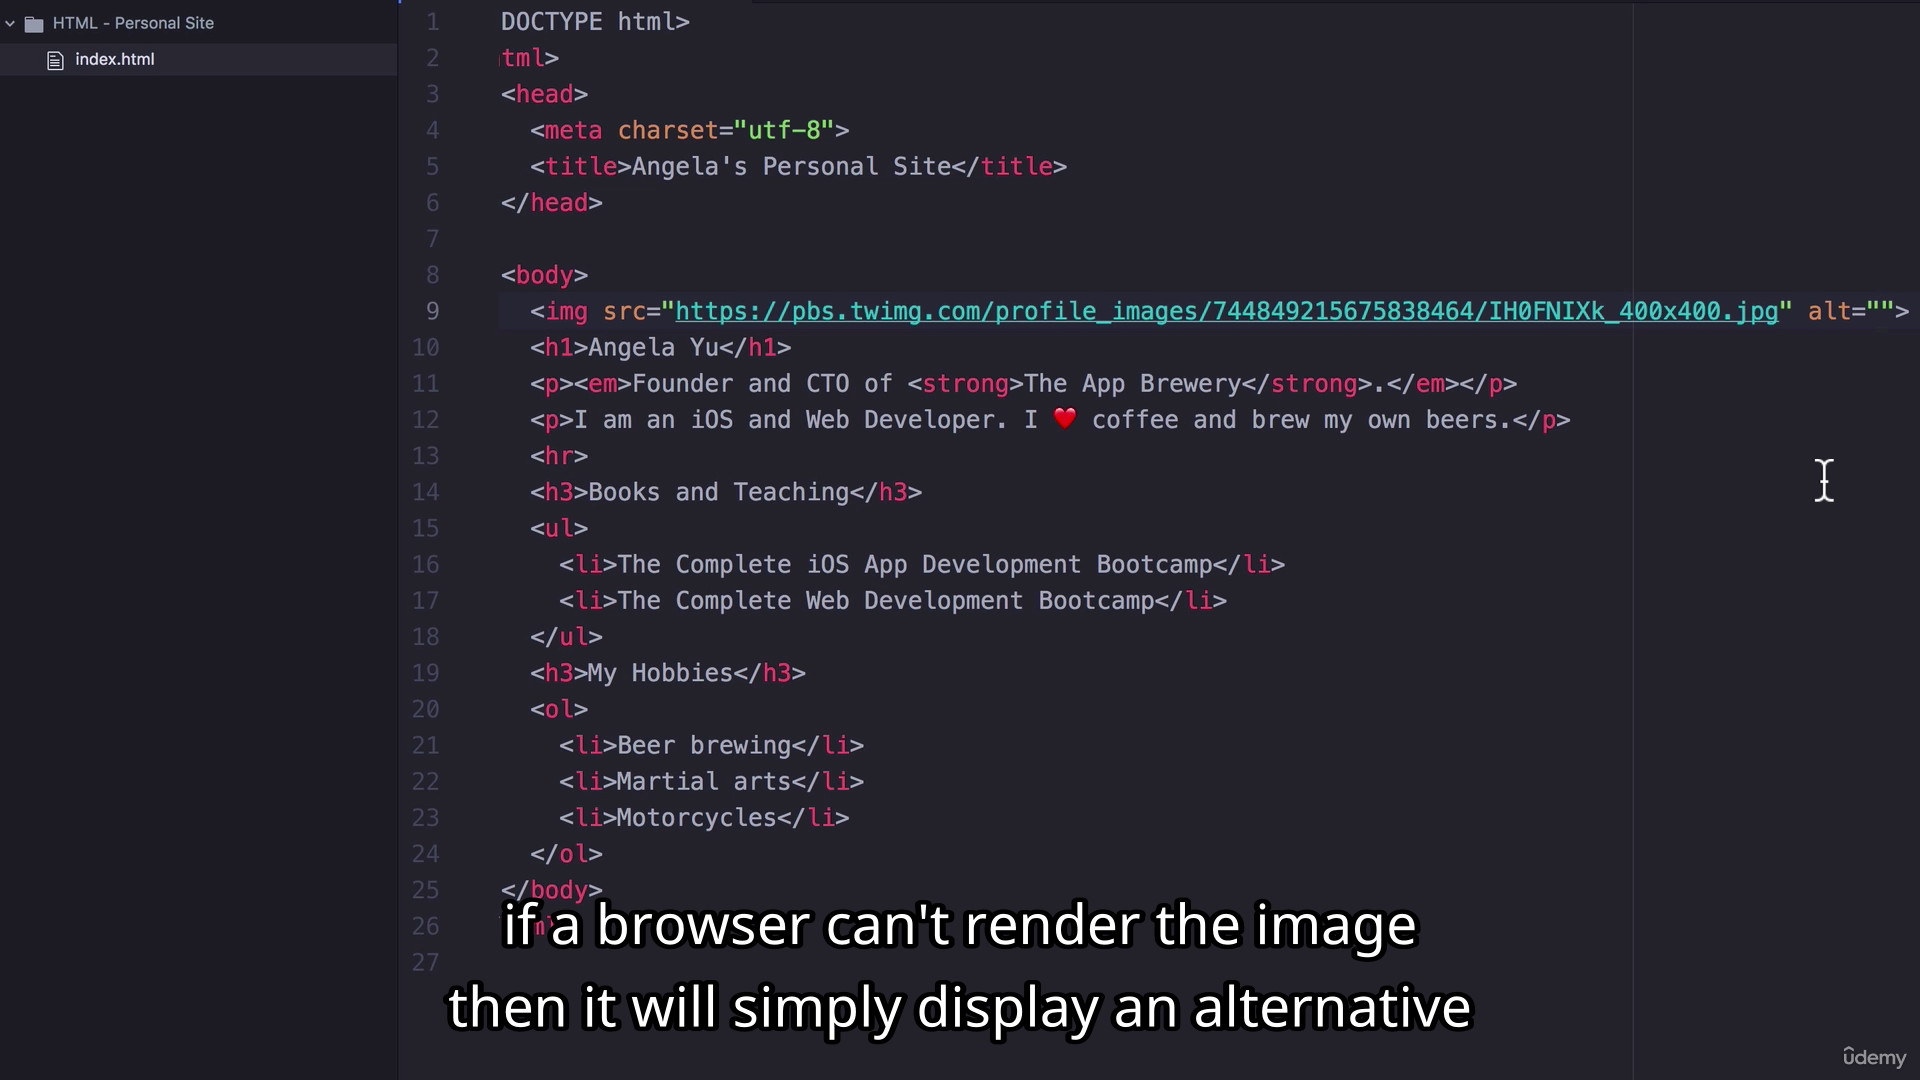 HTML - Personal Site
index.html
1 DOCTYPE html>
2 tml>
3 <head>
4 <meta charset="utf-8">
5 <title>Angela's Personal Site</title>
6 </head>
7
8 <body>
9 <img src="https://pbs.twimg.com/profile_images/744849215675838464/IH0FNIXk_400x400.jpg" alt="">
10 <h1>Angela Yu</h1>
11 <p><em>Founder and CTO of <strong>The App Brewery</strong>.</em></p>
12 <p>I am an iOS and Web Developer. I ❤️ coffee and brew my own beers.</p>
13 <hr>
14 <h3>Books and Teaching</h3>
15 <ul>
16 <li>The Complete iOS App Development Bootcamp</li>
17 <li>The Complete Web Development Bootcamp</li>
18 </ul>
19 <h3>My Hobbies</h3>
20 <ol>
21 <li>Beer brewing</li>
22 <li>Martial arts</li>
23 <li>Motorcycles</li>
24 </ol>
25 </body>
26
27
if a browser can't render the image
then it will simply display an alternative
ûdemy